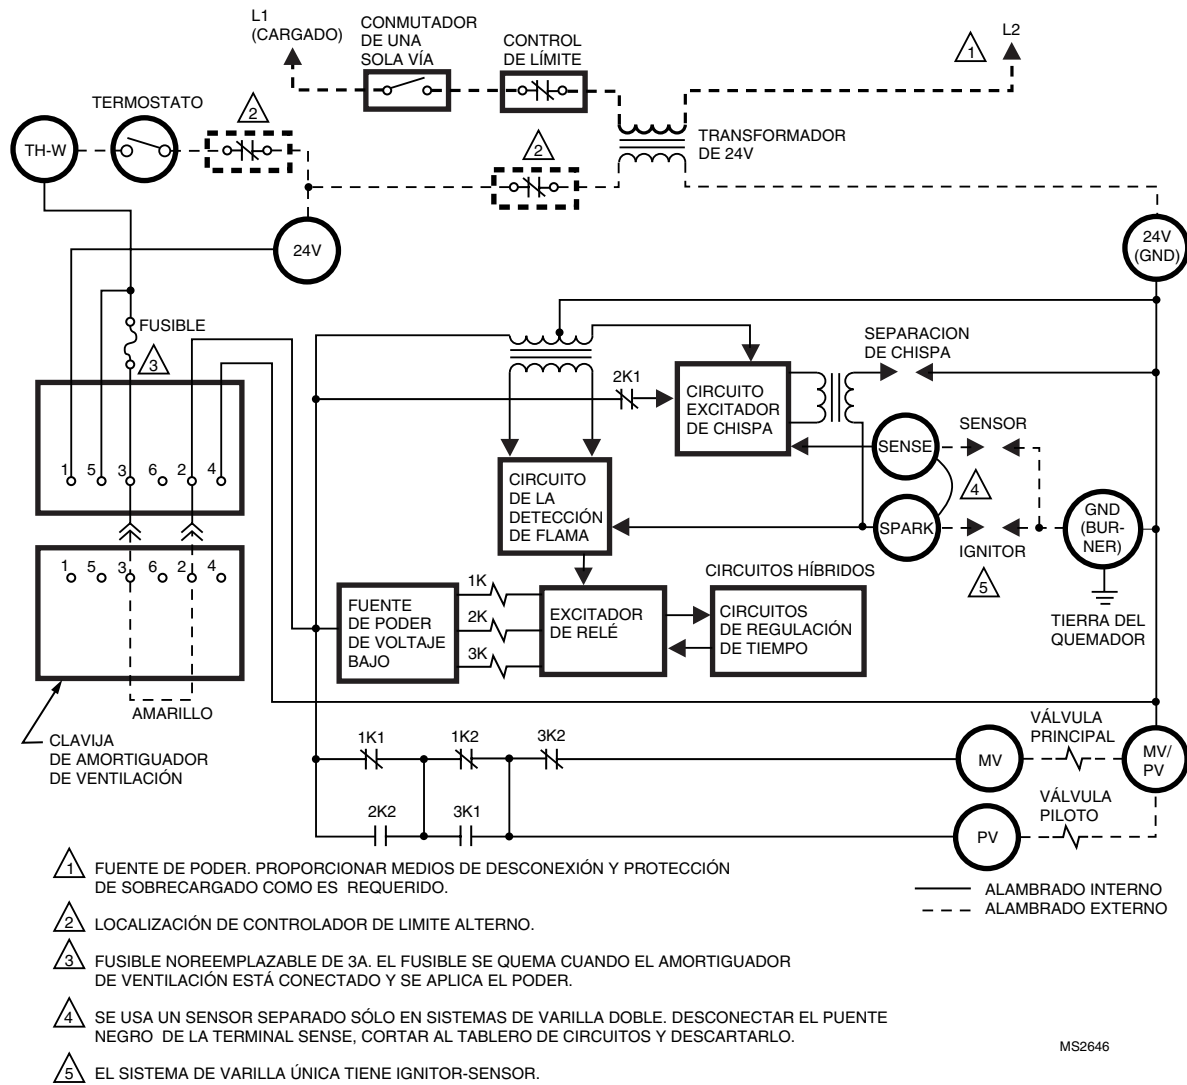 L1
(CARGADO)
CONMUTADOR
DE UNA
SOLA VÍA
CONTROL
DE LÍMITE
1
L2
TERMOSTATO
2
TH-W
2
TRANSFORMADOR
DE 24V
24V
24V
(GND)
FUSIBLE
3
SEPARACION
DE CHISPA
2K1
CIRCUITO
EXCITADOR
DE CHISPA
SENSE
SENSOR
4
1 5 3 6 2 4
CIRCUITO
DE LA
DETECCIÓN
DE FLAMA
SPARK
IGNITOR
5
GND
(BUR-
NER)
TIERRA DEL
QUEMADOR
1 5 3 6 2 4
AMARILLO
CLAVIJA
DE AMORTIGUADOR
DE VENTILACIÓN
FUENTE
DE PODER
DE VOLTAJE
BAJO
1K
2K
3K
EXCITADOR
DE RELÉ
CIRCUITOS HÍBRIDOS
CIRCUITOS
DE REGULACIÓN
DE TIEMPO
1K1
1K2
3K2
2K2
3K1
MV
VÁLVULA
PRINCIPAL
MV/
PV
PV
VÁLVULA
PILOTO
ALAMBRADO INTERNO
ALAMBRADO EXTERNO
1 FUENTE DE PODER. PROPORCIONAR MEDIOS DE DESCONEXIÓN Y PROTECCIÓN
DE SOBRECARGADO COMO ES REQUERIDO.
2 LOCALIZACIÓN DE CONTROLADOR DE LIMITE ALTERNO.
3 FUSIBLE NOREEMPLAZABLE DE 3A. EL FUSIBLE SE QUEMA CUANDO EL AMORTIGUADOR
DE VENTILACIÓN ESTÁ CONECTADO Y SE APLICA EL PODER.
4 SE USA UN SENSOR SEPARADO SÓLO EN SISTEMAS DE VARILLA DOBLE. DESCONECTAR EL PUENTE
NEGRO DE LA TERMINAL SENSE, CORTAR AL TABLERO DE CIRCUITOS Y DESCARTARLO.
5 EL SISTEMA DE VARILLA ÚNICA TIENE IGNITOR-SENSOR.
MS2646